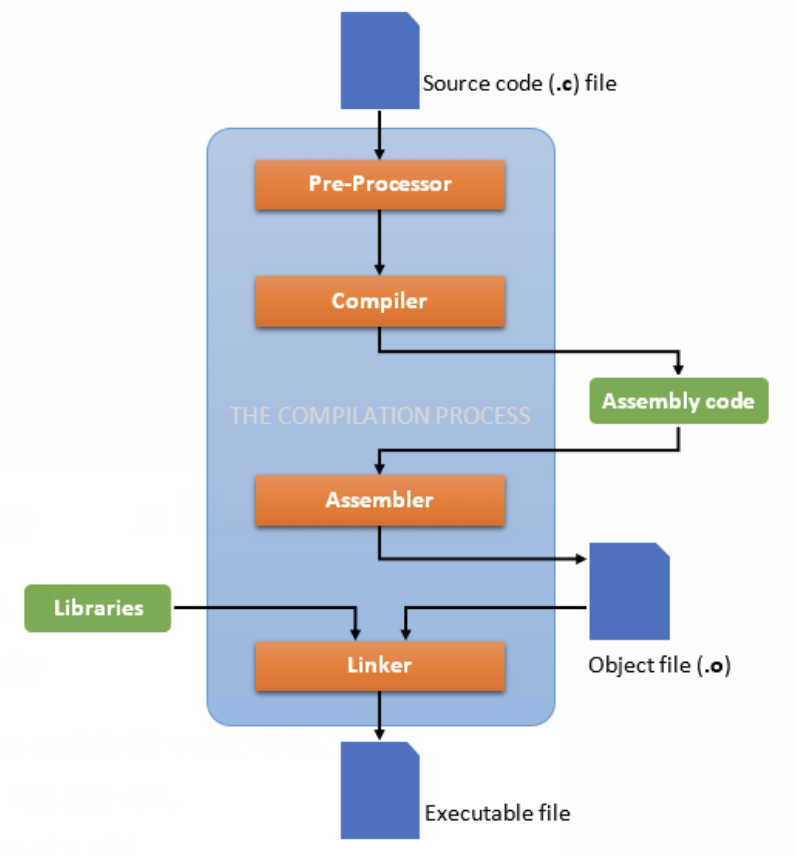 Source code (.c) file
Pre-Processor
Compiler
Assembly code
THE COMPILATION PROCESS
Assembler
Libraries
Linker
Object file (.o)
Executable file